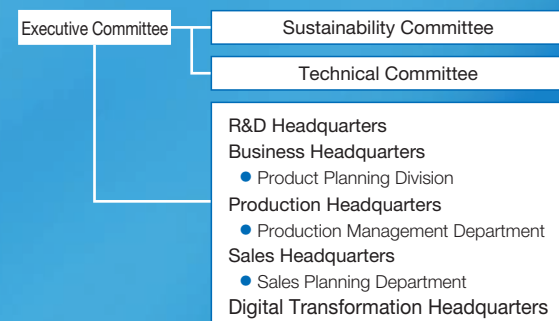 Executive Committee
Sustainability Committee
Technical Committee
R&D Headquarters
Business Headquarters
● Product Planning Division
Production Headquarters
● Production Management Department
Sales Headquarters
● Sales Planning Department
Digital Transformation Headquarters